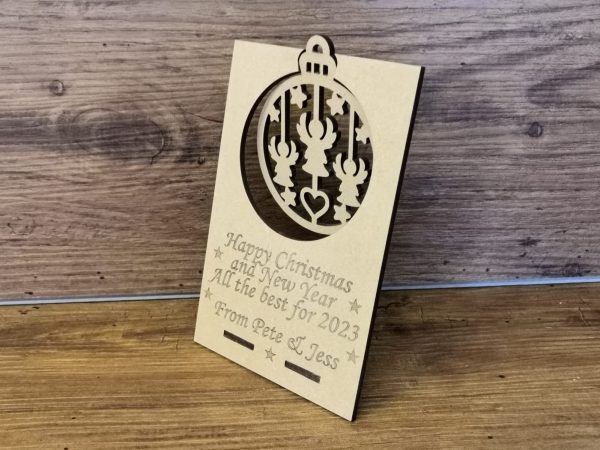 Happy Christmas
and New Year
All the best for 2023
From Pete & Jess